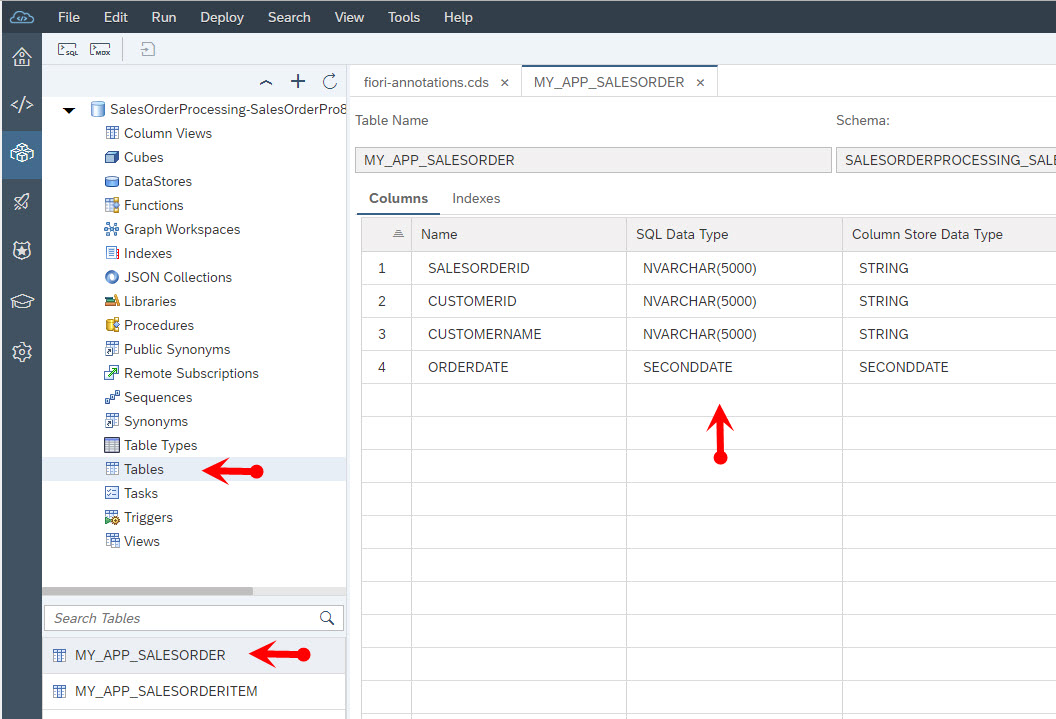 File Edit Run Deploy Search View Tools Help
SQL MDX
SalesOrderProcessing-SalesOrderPro8
Column Views
Cubes
DataStores
Functions
Graph Workspaces
Indexes
JSON Collections
Libraries
Procedures
Public Synonyms
Remote Subscriptions
Sequences
Synonyms
Table Types
Tables
Tasks
Triggers
Views
Search Tables
MY_APP_SALESORDER
MY_APP_SALESORDERITEM
fiori-annotations.cds × MY_APP_SALESORDER ×
Table Name Schema:
MY_APP_SALESORDER SALESORDERPROCESSING_SALE
Columns Indexes
Name SQL Data Type Column Store Data Type
1 SALESORDERID NVARCHAR(5000) STRING
2 CUSTOMERID NVARCHAR(5000) STRING
3 CUSTOMERNAME NVARCHAR(5000) STRING
4 ORDERDATE SECONDDATE SECONDDATE